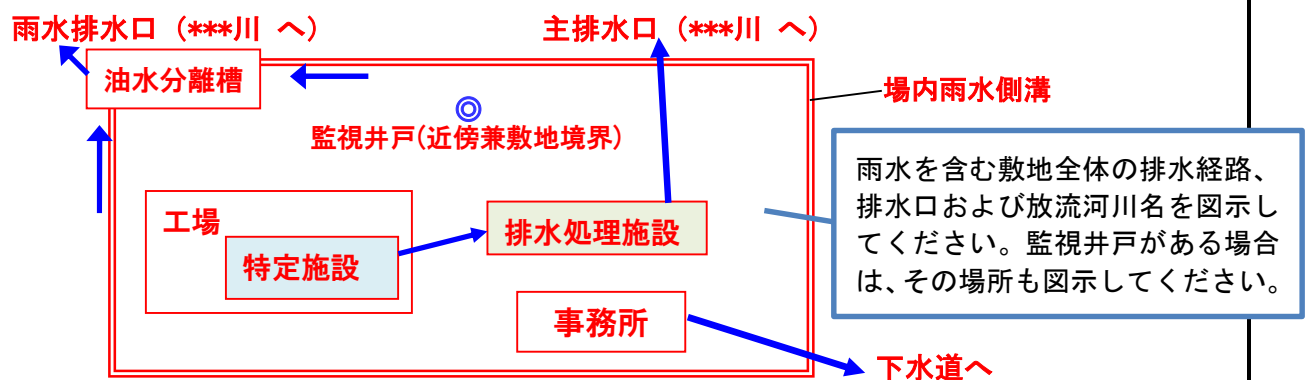 雨水排水口（***川 へ）
主排水口（***川 へ）
油水分離槽
場内雨水側溝
◎
監視井戸(近傍兼敷地境界)
雨水を含む敷地全体の排水経路、
排水口および放流河川名を図示し
てください。監視井戸がある場合
は、その場所も図示してください。
工場
特定施設
排水処理施設
事務所
下水道へ